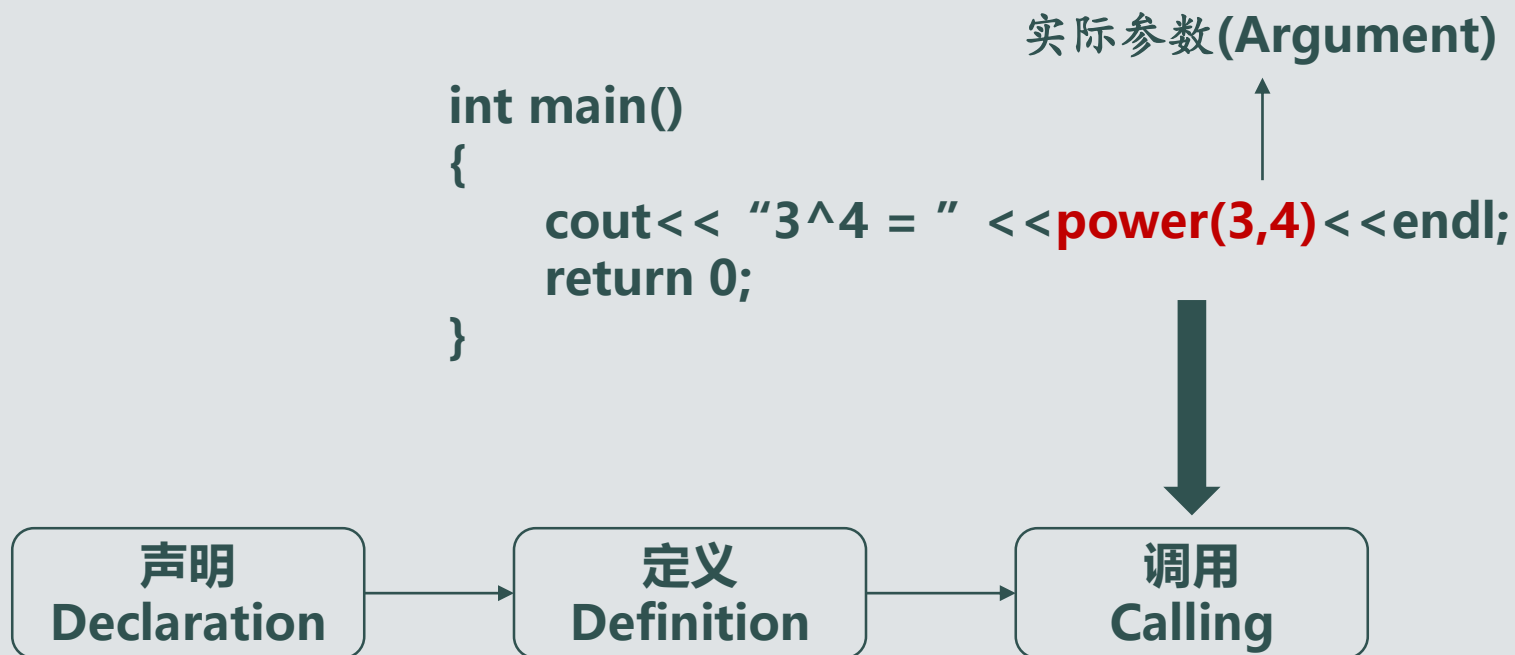 实际参数(Argument)
int main()
{
cout<< “3^4 = ” <<power(3,4)<<endl;
return 0;
}
声明
Declaration
定义
Definition
调用
Calling